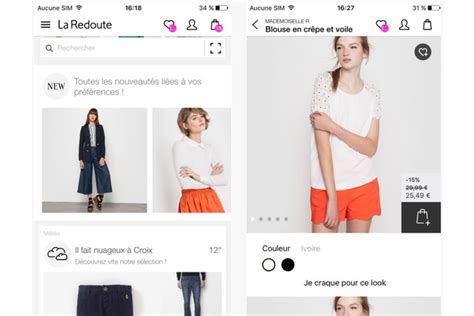 Aucune SIM
16:18
34 %
La Redoute
Rechercher
NEW
Toutes les nouveautés liées à vos
préférences !
Météo
Il fait nuageux à Croix
12°
Découvrez vite notre sélection !
Aucune SIM
16:27
31 %
MADEMOISELLE R
Blouse en crêpe et voile
-15%
29,99 €
25,49 €
Couleur
Ivoire
Je craque pour ce look